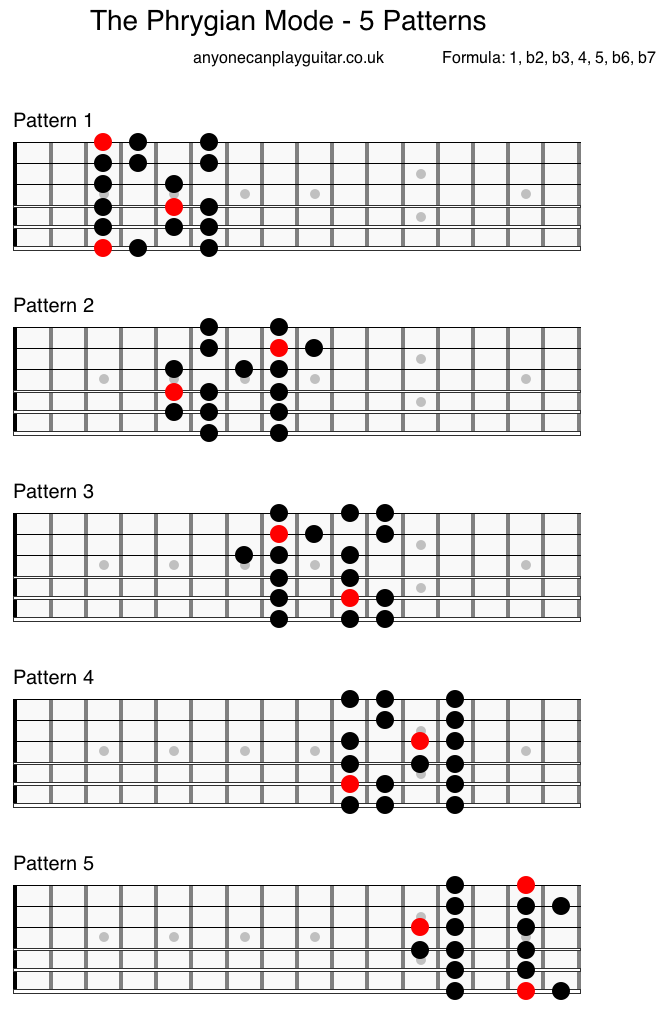 The Phrygian Mode - 5 Patterns
anyonecanplayguitar.co.uk Formula: 1, b2, b3, 4, 5, b6, b7
Pattern 1
Pattern 2
Pattern 3
Pattern 4
Pattern 5